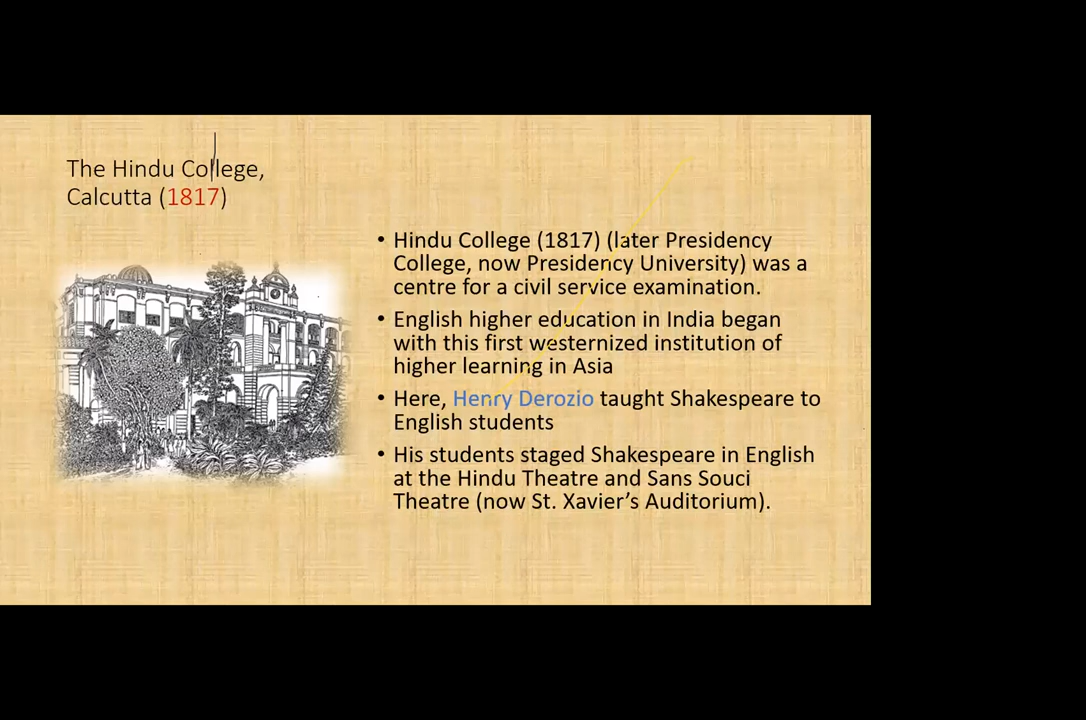 The Hindu College,
Calcutta (1817)
• Hindu College (1817) (later Presidency
College, now Presidency University) was a
centre for a civil service examination.
• English higher education in India began
with this first westernized institution of
higher learning in Asia
• Here, Henry Derozio taught Shakespeare to
English students
• His students staged Shakespeare in English
at the Hindu Theatre and Sans Souci
Theatre (now St. Xavier’s Auditorium).